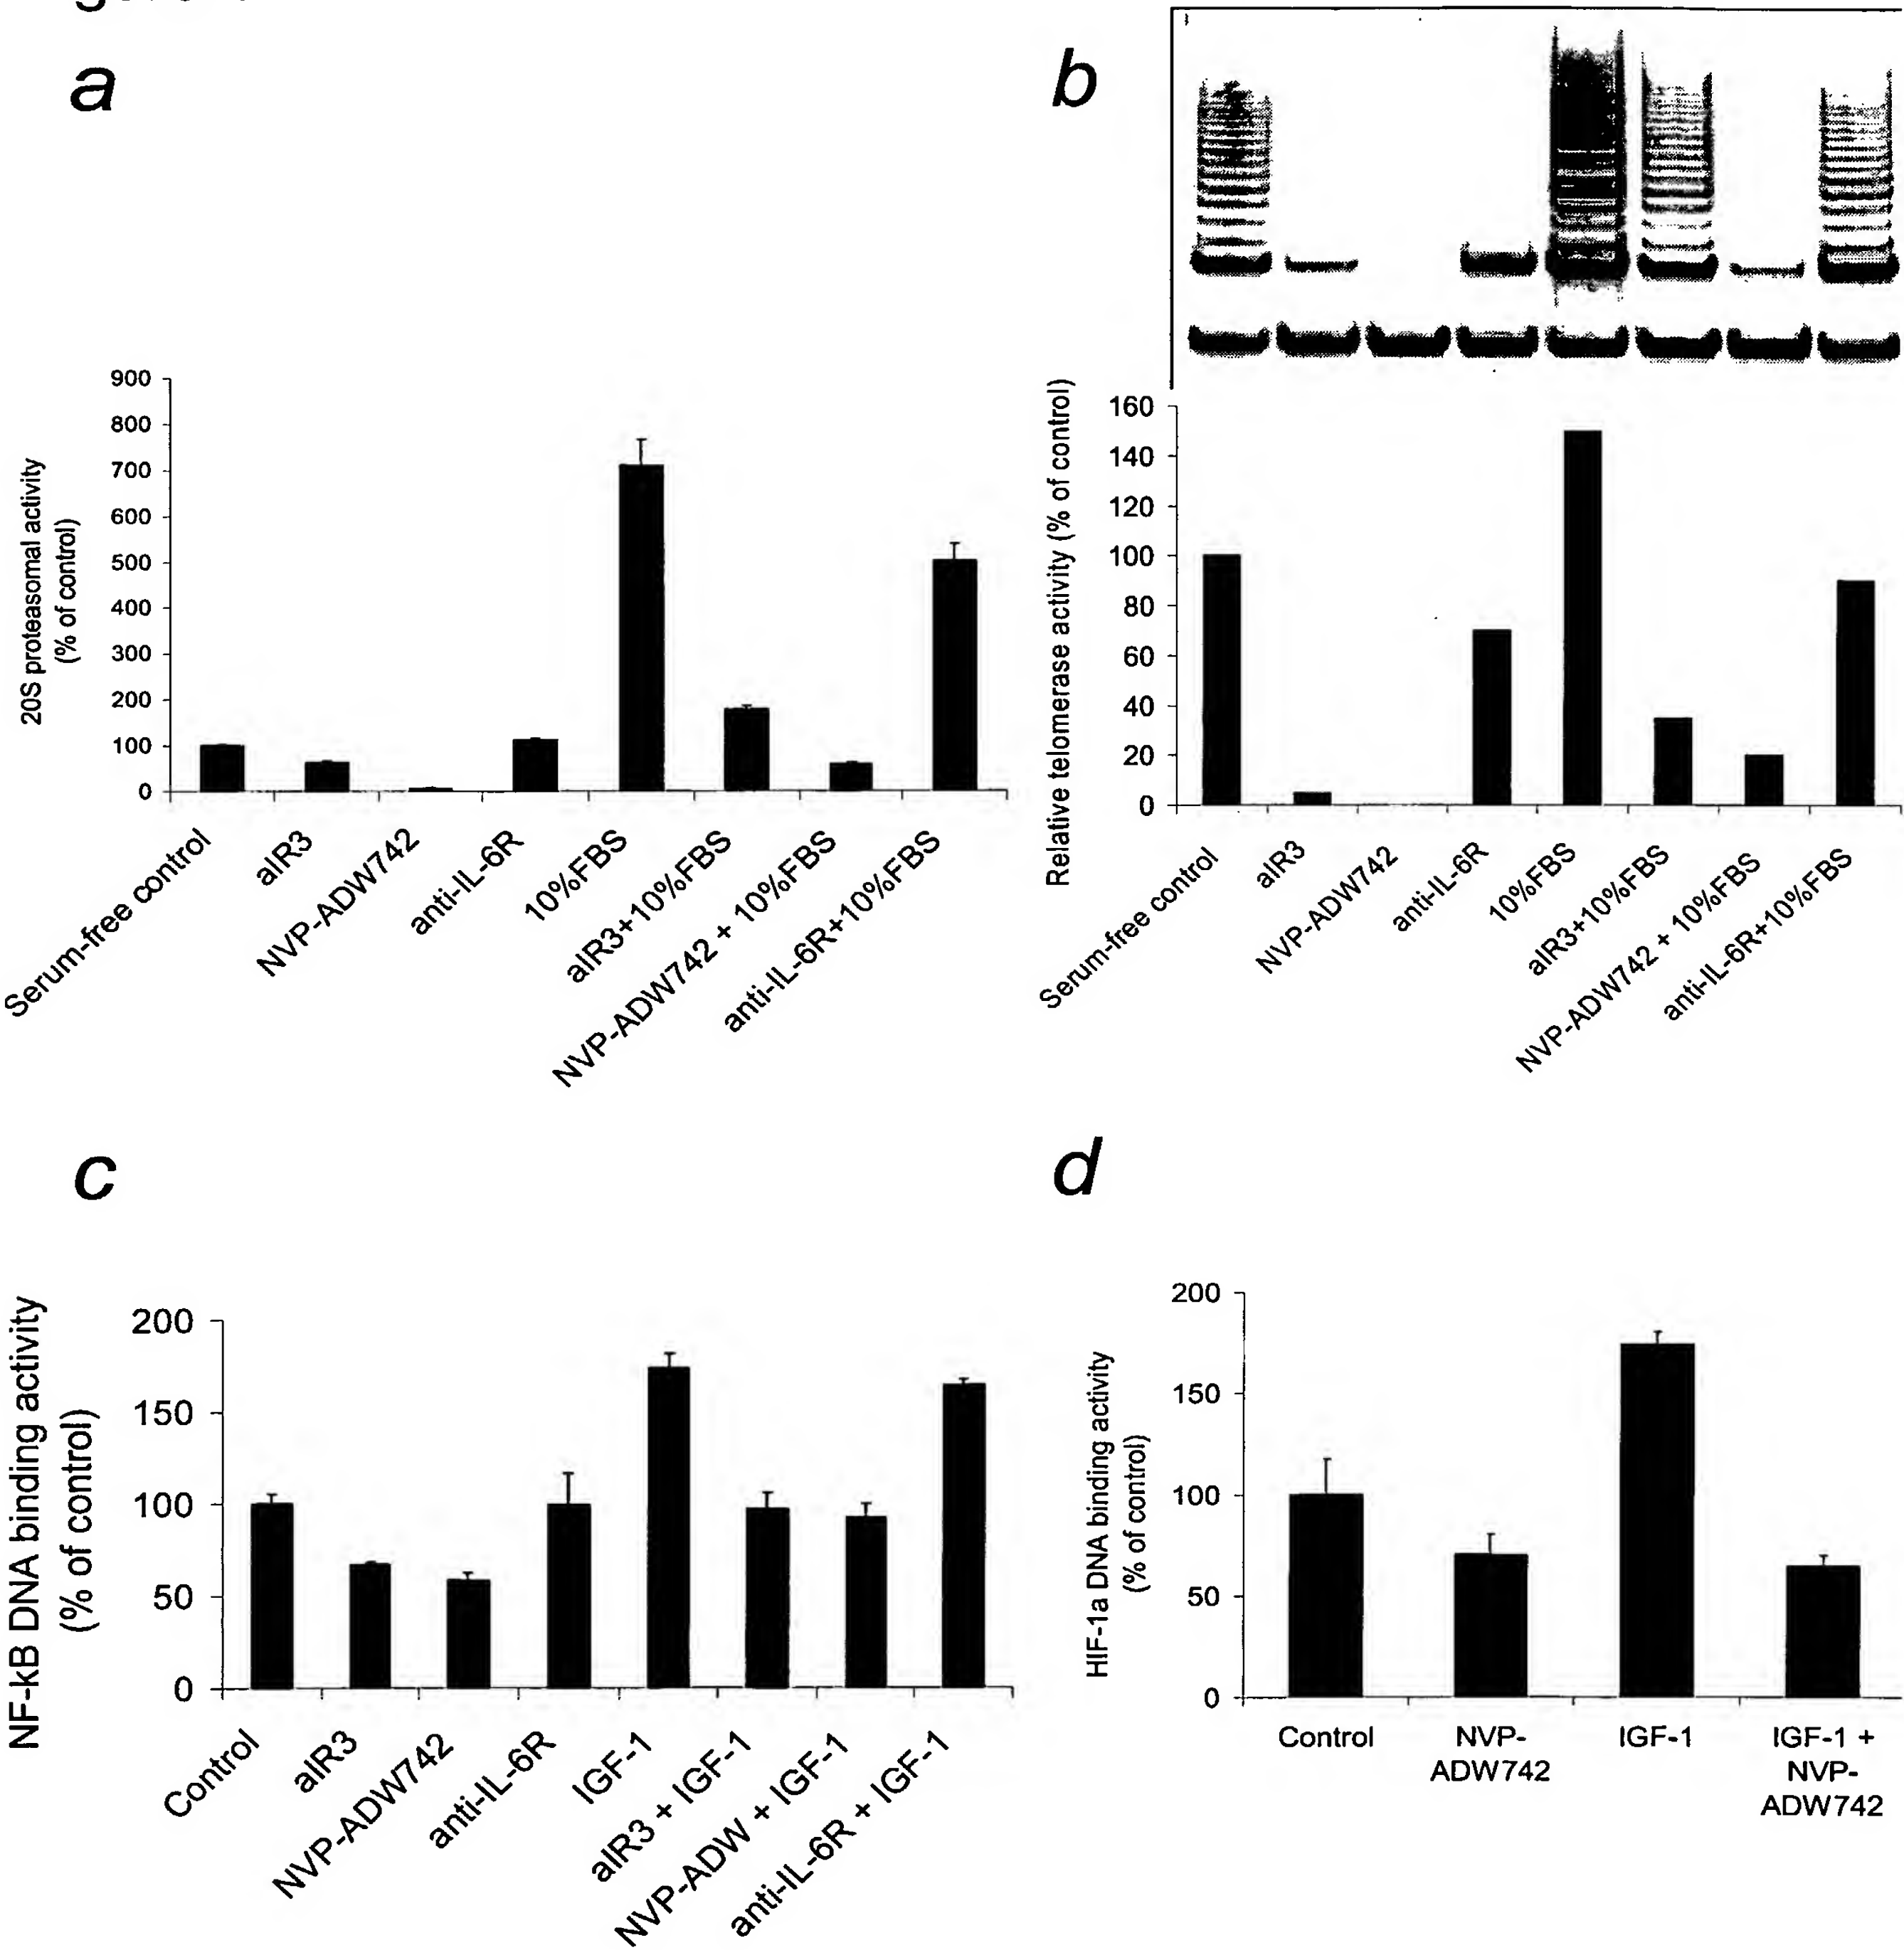 a
b
900
800
700
600
500
400
300
200
100
0
20S proteasomal activity
(% of control)
Serum-free control
aIR3
NVP-ADW742
anti-IL-6R
10%FBS
aIR3+10%FBS
NVP-ADW742 + 10%FBS
anti-IL-6R+10%FBS
160
140
120
100
80
60
40
20
0
Relative telomerase activity (% of control)
Serum-free control
aIR3
NVP-ADW742
anti-IL-6R
10%FBS
aIR3+10%FBS
NVP-ADW742 + 10%FBS
anti-IL-6R+10%FBS
c
d
200
150
100
50
0
NF-kB DNA binding activity
(% of control)
Control
aIR3
NVP-ADW742
anti-IL-6R
IGF-1
aIR3 + IGF-1
NVP-ADW + IGF-1
anti-IL-6R + IGF-1
200
150
100
50
0
HIF-1a DNA binding activity
(% of control)
Control
NVP-
ADW742
IGF-1
IGF-1 +
NVP-
ADW742